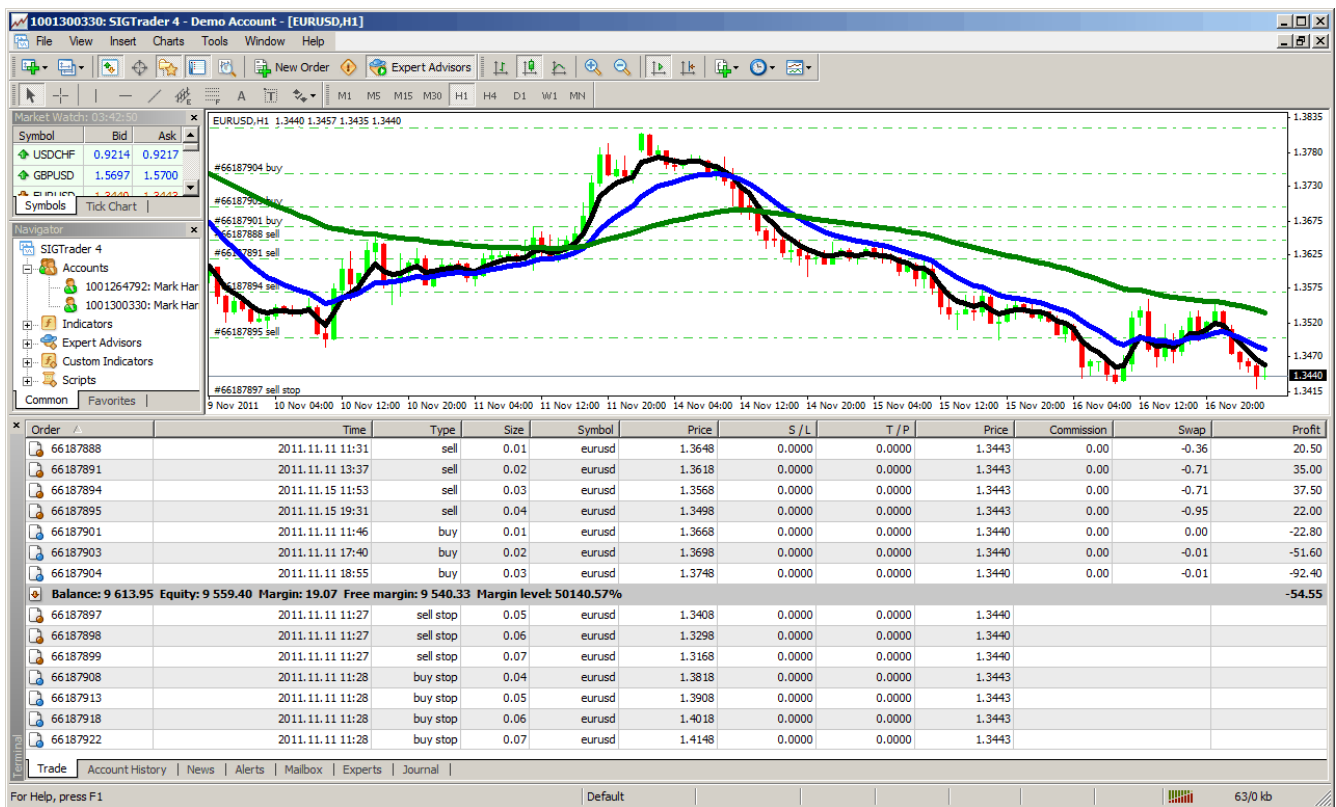 1001300330: SIGTrader 4 - Demo Account - [EURUSD,H1]
File View Insert Charts Tools Window Help
New Order Expert Advisors
A T M1 M5 M15 M30 H1 H4 D1 W1 MN
Market Watch: 03:42:50
Symbol Bid Ask
USDCHF 0.9214 0.9217
GBPUSD 1.5697 1.5700
EURUSD 1.3440 1.3443
Symbols Tick Chart
Navigator
SIGTrader 4
Accounts
1001264792: Mark Har
1001300330: Mark Har
Indicators
Expert Advisors
Custom Indicators
Scripts
Common Favorites
EURUSD,H1 1.3440 1.3457 1.3435 1.3440
#66187904 buy
#66187903 buy
#66187901 buy
#66187888 sell
#66187891 sell
#66187894 sell
#66187895 sell
#66187897 sell stop
1.3835
1.3780
1.3730
1.3675
1.3625
1.3575
1.3520
1.3470
1.3440
1.3415
9 Nov 2011 10 Nov 04:00 10 Nov 12:00 10 Nov 20:00 11 Nov 04:00 11 Nov 12:00 11 Nov 20:00 14 Nov 04:00 14 Nov 12:00 14 Nov 20:00 15 Nov 04:00 15 Nov 12:00 15 Nov 20:00 16 Nov 04:00 16 Nov 12:00 16 Nov 20:00
Order Time Type Size Symbol Price S / L T / P Price Commission Swap Profit
66187888 2011.11.11 11:31 sell 0.01 eurusd 1.3648 0.0000 0.0000 1.3443 0.00 -0.36 20.50
66187891 2011.11.11 13:37 sell 0.02 eurusd 1.3618 0.0000 0.0000 1.3443 0.00 -0.71 35.00
66187894 2011.11.15 11:53 sell 0.03 eurusd 1.3568 0.0000 0.0000 1.3443 0.00 -0.71 37.50
66187895 2011.11.15 19:31 sell 0.04 eurusd 1.3498 0.0000 0.0000 1.3443 0.00 -0.95 22.00
66187901 2011.11.11 11:46 buy 0.01 eurusd 1.3668 0.0000 0.0000 1.3440 0.00 0.00 -22.80
66187903 2011.11.11 17:40 buy 0.02 eurusd 1.3698 0.0000 0.0000 1.3440 0.00 -0.01 -51.60
66187904 2011.11.11 18:55 buy 0.03 eurusd 1.3748 0.0000 0.0000 1.3440 0.00 -0.01 -92.40
Balance: 9 613.95 Equity: 9 559.40 Margin: 19.07 Free margin: 9 540.33 Margin level: 50140.57% -54.55
66187897 2011.11.11 11:27 sell stop 0.05 eurusd 1.3408 0.0000 0.0000 1.3440
66187898 2011.11.11 11:27 sell stop 0.06 eurusd 1.3298 0.0000 0.0000 1.3440
66187899 2011.11.11 11:27 sell stop 0.07 eurusd 1.3168 0.0000 0.0000 1.3440
66187908 2011.11.11 11:28 buy stop 0.04 eurusd 1.3818 0.0000 0.0000 1.3443
66187913 2011.11.11 11:28 buy stop 0.05 eurusd 1.3908 0.0000 0.0000 1.3443
66187918 2011.11.11 11:28 buy stop 0.06 eurusd 1.4018 0.0000 0.0000 1.3443
66187922 2011.11.11 11:28 buy stop 0.07 eurusd 1.4148 0.0000 0.0000 1.3443
Terminal
Trade Account History News Alerts Mailbox Experts Journal
For Help, press F1 Default 63/0 kb